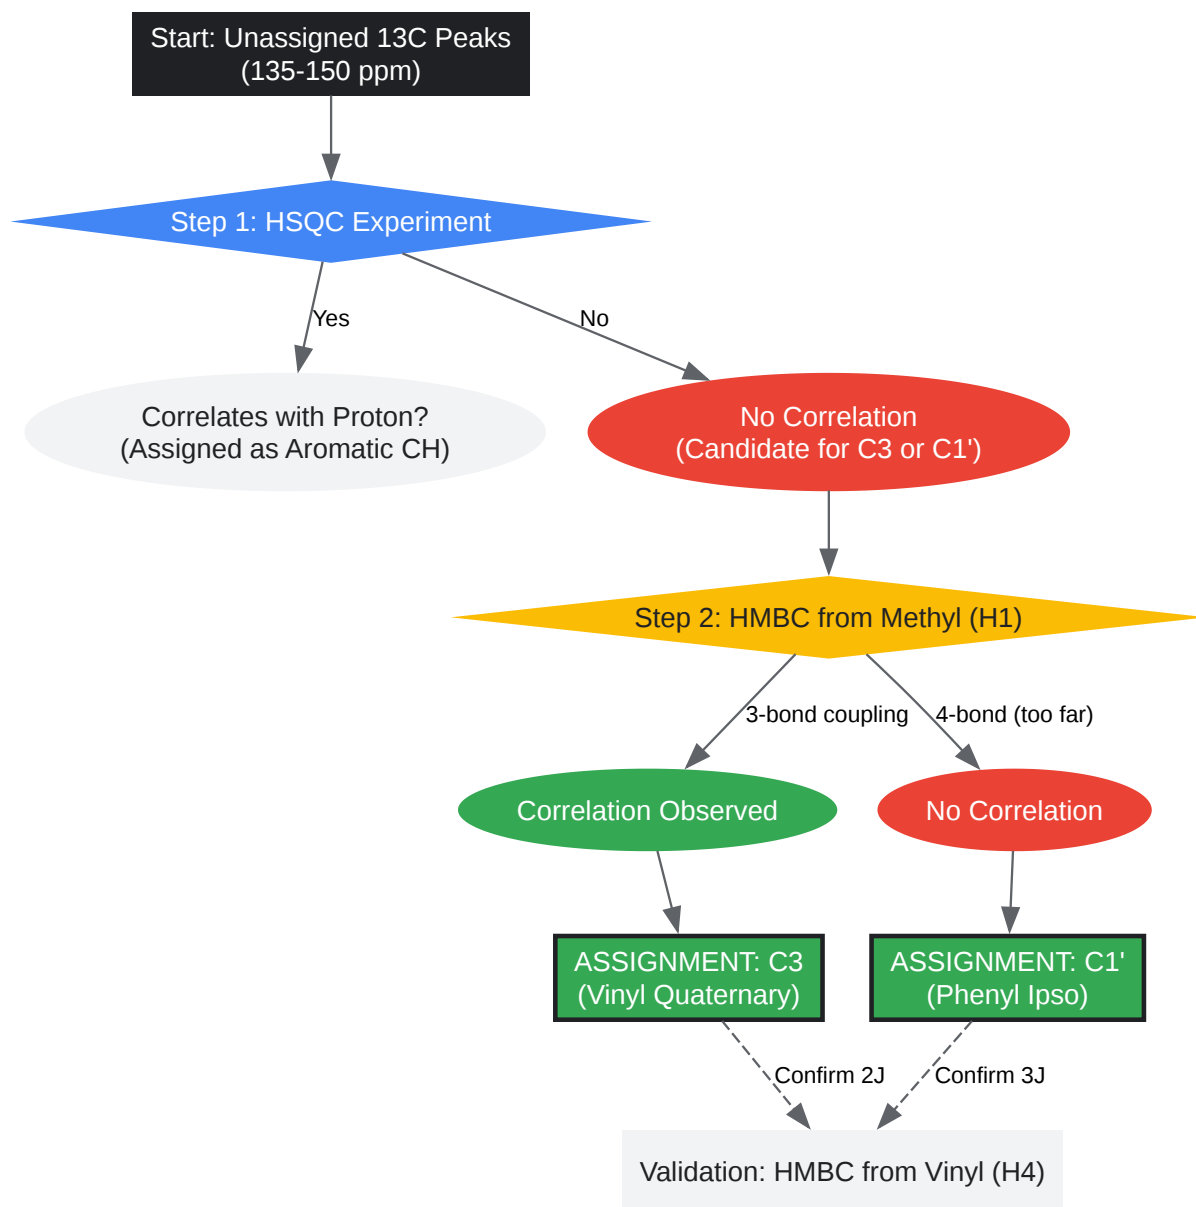 Start: Unassigned 13C Peaks
(135-150 ppm)
Step 1: HSQC Experiment
Yes
No
Correlates with Proton?
(Assigned as Aromatic CH)
No Correlation
(Candidate for C3 or C1')
Step 2: HMBC from Methyl (H1)
3-bond coupling
4-bond (too far)
Correlation Observed
No Correlation
ASSIGNMENT: C3
(Vinyl Quaternary)
ASSIGNMENT: C1'
(Phenyl Ipso)
Confirm 2J
Confirm 3J
Validation: HMBC from Vinyl (H4)